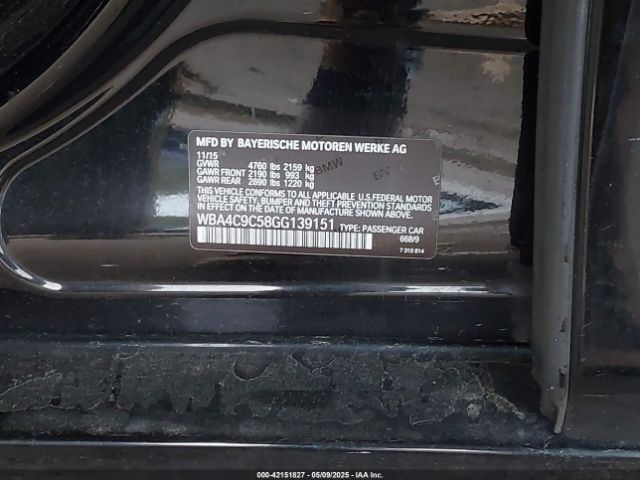 MFD BY BAYERISCHE MOTOREN WERKE AG
11/15
GVWR 4760 lbs 2159 kg
GAWR FRONT 2190 lbs 993 kg
GAWR REAR 2690 lbs 1220 kg
THIS VEHICLE CONFORMS TO ALL APPLICABLE U.S.FEDERAL MOTOR
VEHICLE SAFETY, BUMPER AND THEFT PREVENTION STANDARDS IN
EFFECT ON THE DATE OF MANUFACTURE SHOWN ABOVE.
WBA4C9C58GG139151 TYPE: PASSENGER CAR
668/9
7 315 814
BMW
000-42151827 - 05/09/2025 - IAA Inc.